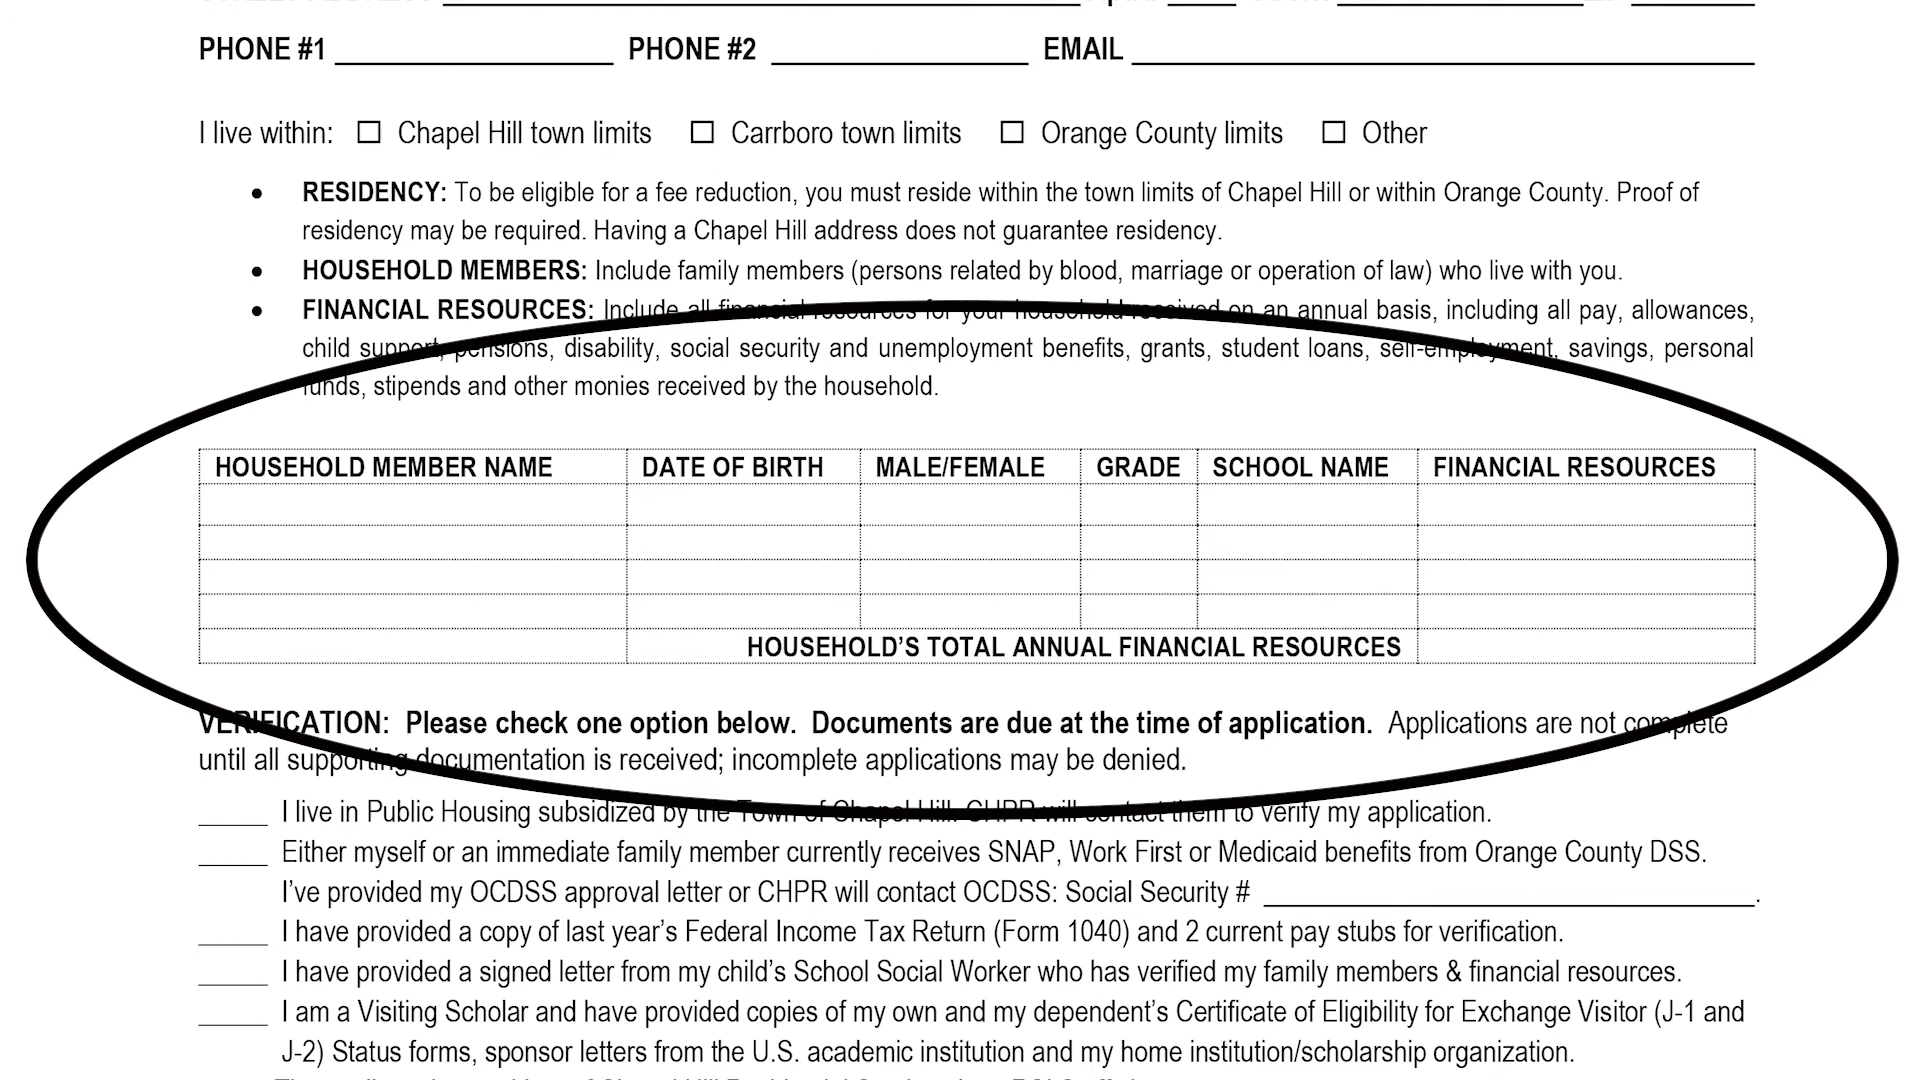 PHONE #1 PHONE #2 EMAIL
I live within: ☐ Chapel Hill town limits ☐ Carrboro town limits ☐ Orange County limits ☐ Other
• RESIDENCY: To be eligible for a fee reduction, you must reside within the town limits of Chapel Hill or within Orange County. Proof of
residency may be required. Having a Chapel Hill address does not guarantee residency.
• HOUSEHOLD MEMBERS: Include family members (persons related by blood, marriage or operation of law) who live with you.
• FINANCIAL RESOURCES: Include all financial resources for your household received on an annual basis, including all pay, allowances,
child support, pensions, disability, social security and unemployment benefits, grants, student loans, self-employment, savings, personal
funds, stipends and other monies received by the household.
HOUSEHOLD MEMBER NAME DATE OF BIRTH MALE/FEMALE GRADE SCHOOL NAME FINANCIAL RESOURCES
HOUSEHOLD'S TOTAL ANNUAL FINANCIAL RESOURCES
VERIFICATION: Please check one option below. Documents are due at the time of application. Applications are not complete
until all supporting documentation is received; incomplete applications may be denied.
_____ I live in Public Housing subsidized by the Town of Chapel Hill. CHPR will contact them to verify my application.
_____ Either myself or an immediate family member currently receives SNAP, Work First or Medicaid benefits from Orange County DSS.
I've provided my OCDSS approval letter or CHPR will contact OCDSS: Social Security # ____________________.
_____ I have provided a copy of last year's Federal Income Tax Return (Form 1040) and 2 current pay stubs for verification.
_____ I have provided a signed letter from my child's School Social Worker who has verified my family members & financial resources.
_____ I am a Visiting Scholar and have provided copies of my own and my dependent's Certificate of Eligibility for Exchange Visitor (J-1 and
J-2) Status forms, sponsor letters from the U.S. academic institution and my home institution/scholarship organization.